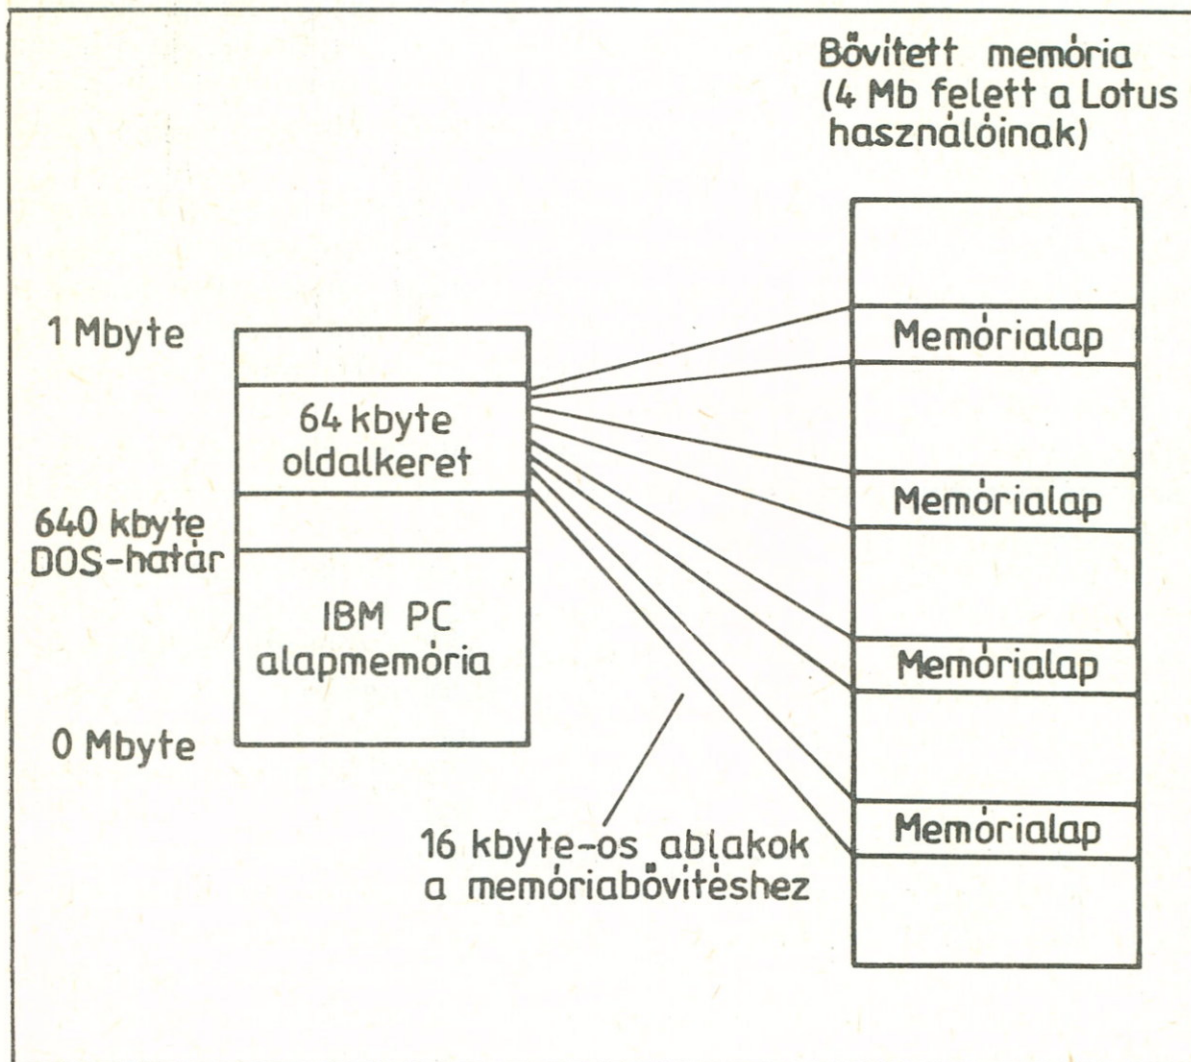 Bővített memória
(4 Mb felett a Lotus
használóinak)
1 Mbyte
64 kbyte
oldalkeret
640 kbyte
DOS-határ
IBM PC
alapmemória
0 Mbyte
16 kbyte-os ablakok
a memóriabővítéshez
Memórialap
Memórialap
Memórialap
Memórialap